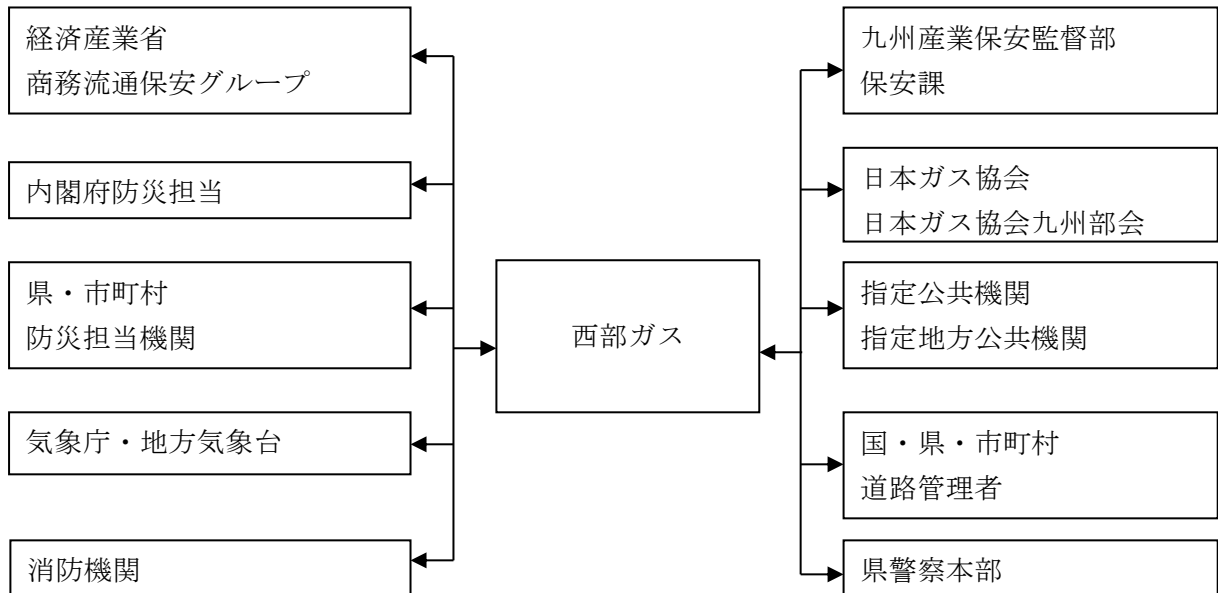 経済産業省
商務流通保安グループ
内閣府防災担当
県・市町村
防災担当機関
気象庁・地方気象台
消防機関
西部ガス
九州産業保安監督部
保安課
日本ガス協会
日本ガス協会九州部会
指定公共機関
指定地方公共機関
国・県・市町村
道路管理者
県警察本部